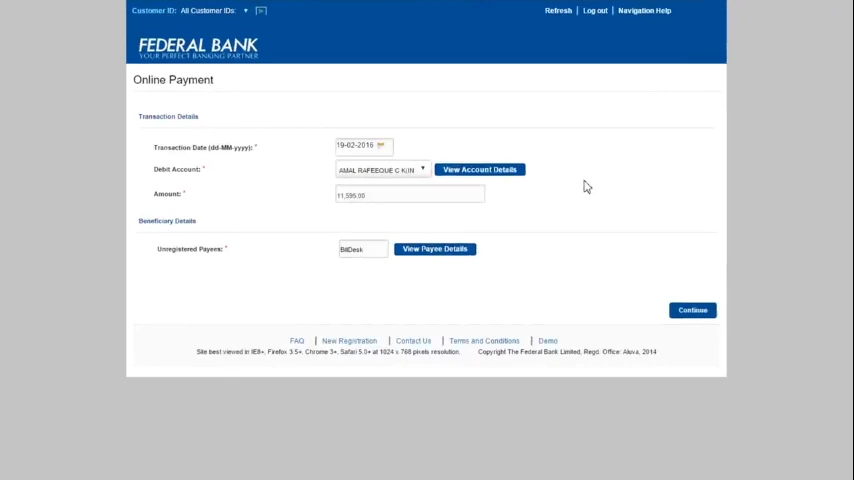 Customer ID: All Customer IDs: Refresh | Log out | Navigation Help
FEDERAL BANK
YOUR PERFECT BANKING PARTNER
Online Payment
Transaction Details
Transaction Date (dd-MM-yyyy): * 19-02-2016
Debit Account: * AMAL RAFEEQUE C K(IN View Account Details
Amount: * 11,595.00
Beneficiary Details
Unregistered Payees: * BillDesk View Payee Details
Continue
FAQ | New Registration | Contact Us | Terms and Conditions | Demo
Site best viewed in IE8+, Firefox 3.5+, Chrome 3+, Safari 5.0+ at 1024 x 768 pixels resolution. Copyright The Federal Bank Limited, Regd. Office: Aluva, 2014